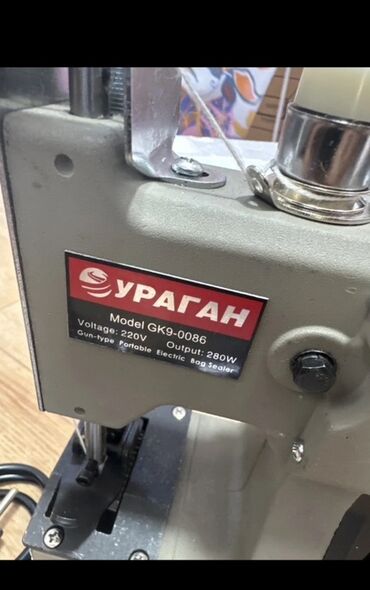 УРАГАН
Model GK9-0086
Voltage: 220V Output: 280W
Gun-type Portable Electric Bag Sealer